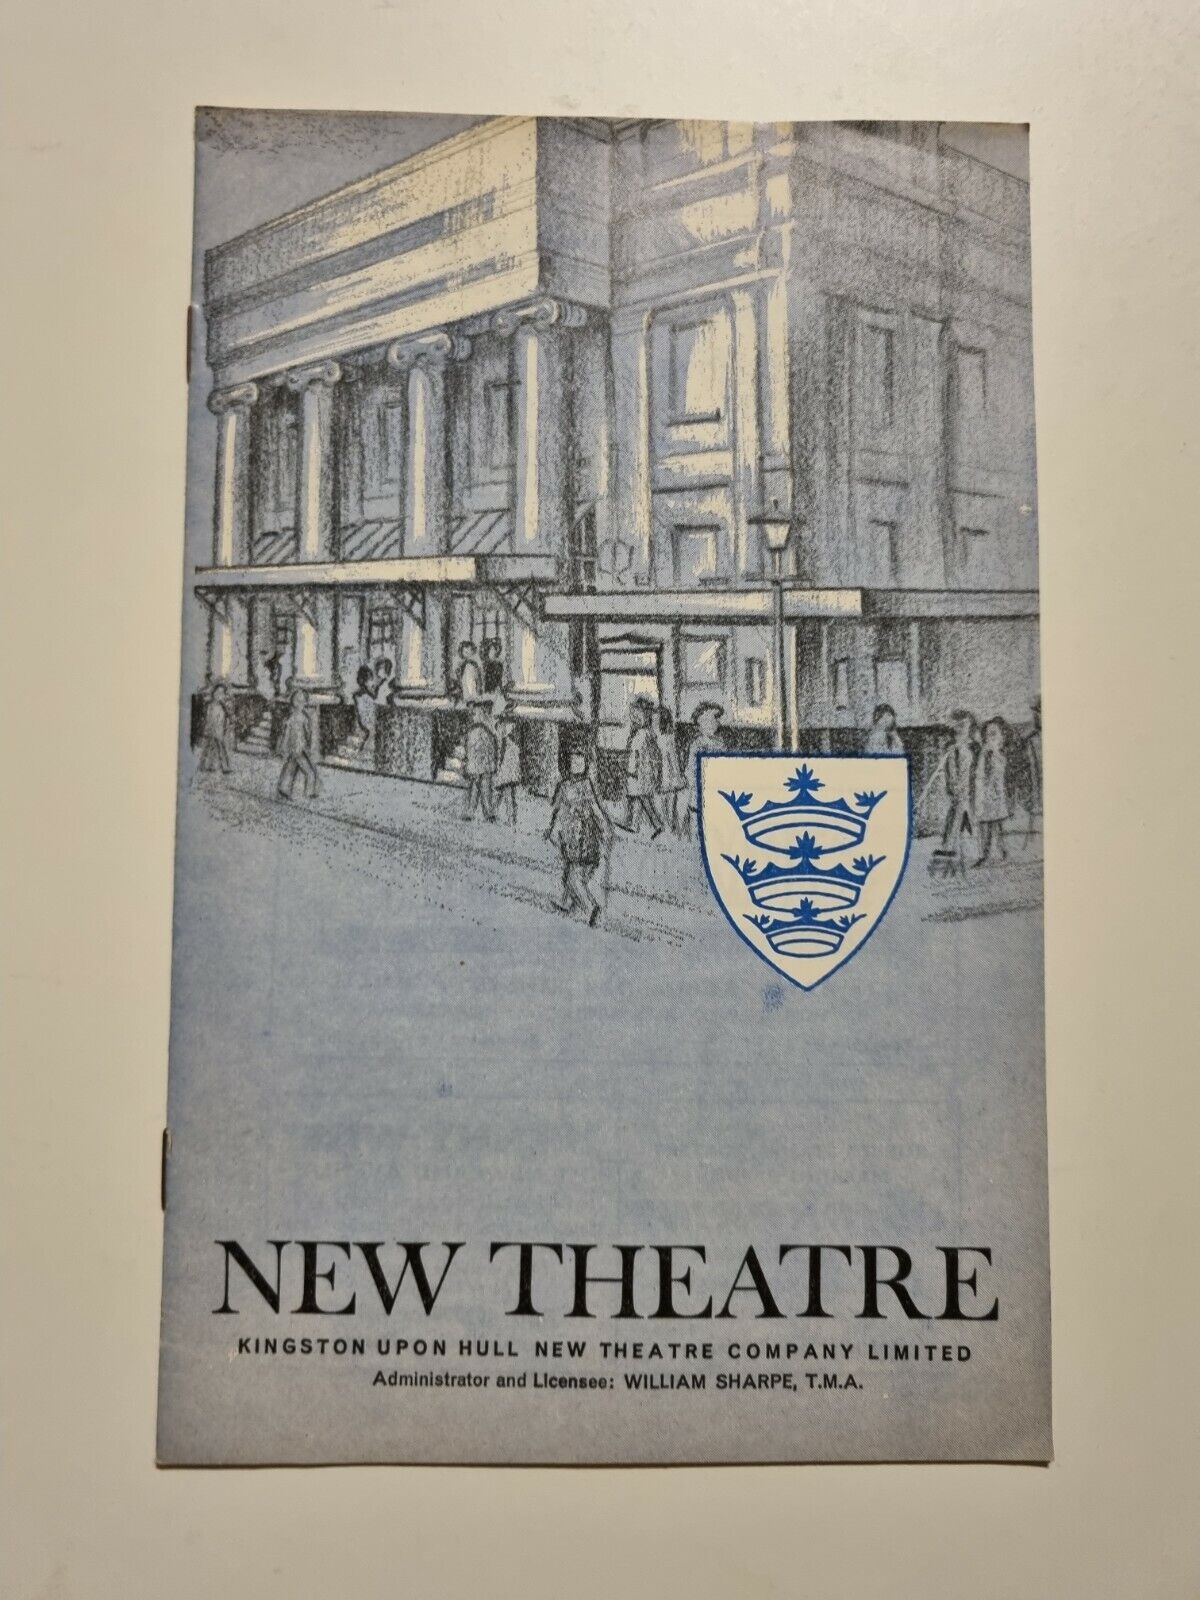 NEW THEATRE
KINGSTON UPON HULL NEW THEATRE COMPANY LIMITED
Administrator and Licensee: WILLIAM SHARPE, T.M.A.